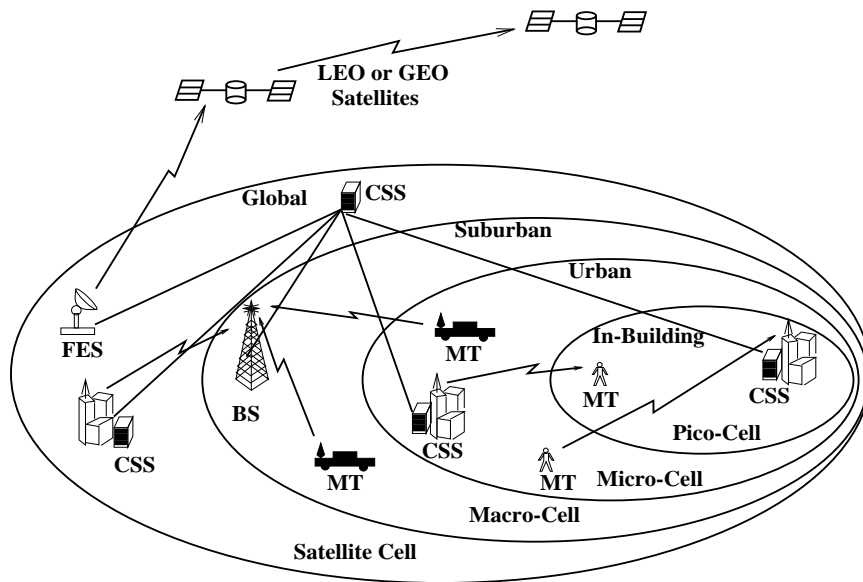 LEO or GEO
Satellites
Global
CSS
Suburban
Urban
In-Building
FES
BS
MT
MT
CSS
Pico-Cell
CSS
CSS
MT
MT
Micro-Cell
Macro-Cell
Satellite Cell